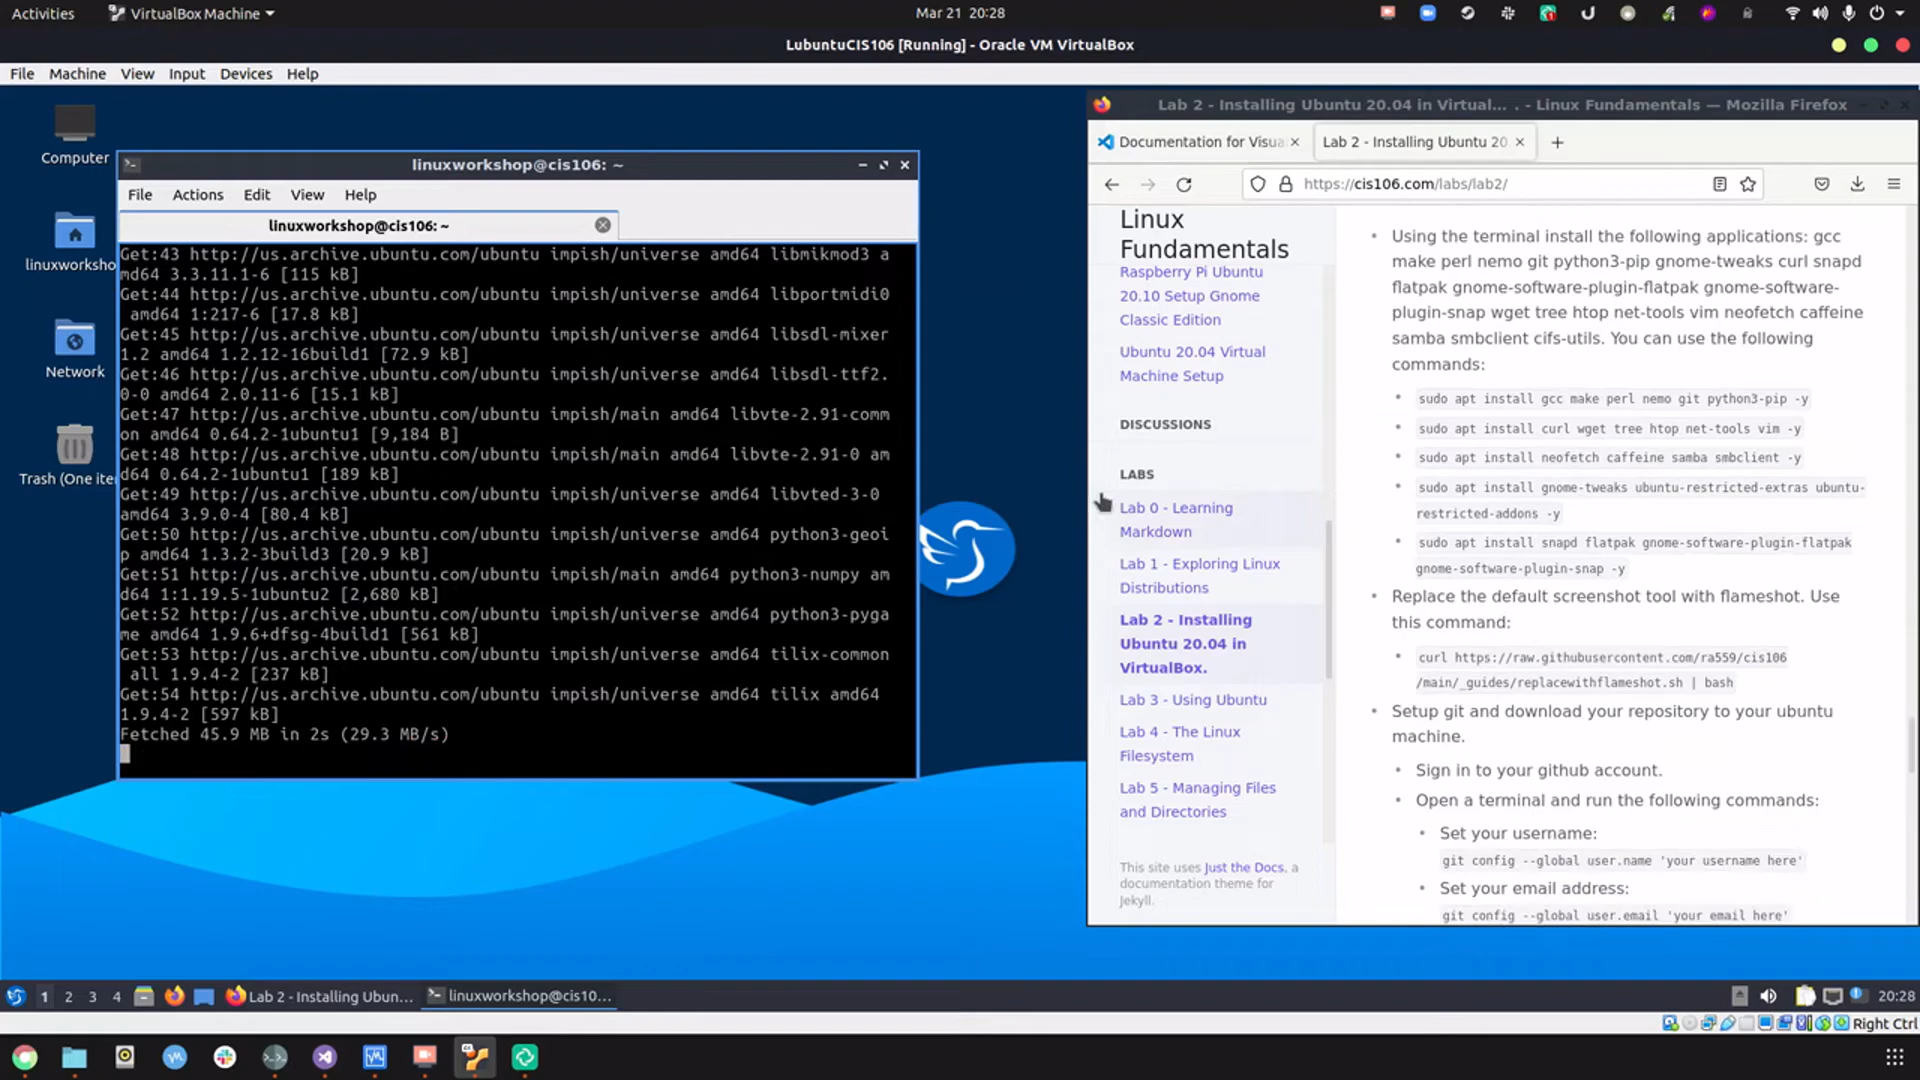 Activities
VirtualBox Machine
Mar 21 20:28
LubuntuCIS106 [Running] - Oracle VM VirtualBox
File Machine View Input Devices Help
Computer
linuxworksho
Network
Trash (One ite
linuxworkshop@cis106: ~
File Actions Edit View Help
linuxworkshop@cis106: ~
Get:43 http://us.archive.ubuntu.com/ubuntu impish/universe amd64 libmikmod3 a
md64 3.3.11.1-6 [115 kB]
Get:44 http://us.archive.ubuntu.com/ubuntu impish/universe amd64 libportmidi0
amd64 1:217-6 [17.8 kB]
Get:45 http://us.archive.ubuntu.com/ubuntu impish/universe amd64 libsdl-mixer
1.2 amd64 1.2.12-16build1 [72.9 kB]
Get:46 http://us.archive.ubuntu.com/ubuntu impish/universe amd64 libsdl-ttf2.
0-0 amd64 2.0.11-6 [15.1 kB]
Get:47 http://us.archive.ubuntu.com/ubuntu impish/main amd64 libvte-2.91-comm
on amd64 0.64.2-1ubuntu1 [9,184 B]
Get:48 http://us.archive.ubuntu.com/ubuntu impish/main amd64 libvte-2.91-0 am
d64 0.64.2-1ubuntu1 [189 kB]
Get:49 http://us.archive.ubuntu.com/ubuntu impish/universe amd64 libvted-3-0
amd64 3.9.0-4 [80.4 kB]
Get:50 http://us.archive.ubuntu.com/ubuntu impish/universe amd64 python3-geoi
p amd64 1.3.2-3build3 [20.9 kB]
Get:51 http://us.archive.ubuntu.com/ubuntu impish/main amd64 python3-numpy am
d64 1:1.19.5-1ubuntu2 [2,680 kB]
Get:52 http://us.archive.ubuntu.com/ubuntu impish/universe amd64 python3-pyga
me amd64 1.9.6+dfsg-4build1 [561 kB]
Get:53 http://us.archive.ubuntu.com/ubuntu impish/universe amd64 tilix-common
all 1.9.4-2 [237 kB]
Get:54 http://us.archive.ubuntu.com/ubuntu impish/universe amd64 tilix amd64
1.9.4-2 [597 kB]
Fetched 45.9 MB in 2s (29.3 MB/s)
Lab 2 - Installing Ubuntu 20.04 in Virtual... . - Linux Fundamentals — Mozilla Firefox
Documentation for Visua
Lab 2 - Installing Ubuntu 20
https://cis106.com/labs/lab2/
Linux
Fundamentals
Raspberry Pi Ubuntu
20.10 Setup Gnome
Classic Edition
Ubuntu 20.04 Virtual
Machine Setup
DISCUSSIONS
LABS
Lab 0 - Learning
Markdown
Lab 1 - Exploring Linux
Distributions
Lab 2 - Installing
Ubuntu 20.04 in
VirtualBox.
Lab 3 - Using Ubuntu
Lab 4 - The Linux
Filesystem
Lab 5 - Managing Files
and Directories
This site uses Just the Docs, a
documentation theme for
Jekyll.
Using the terminal install the following applications: gcc
make perl nemo git python3-pip gnome-tweaks curl snapd
flatpak gnome-software-plugin-flatpak gnome-software-
plugin-snap wget tree htop net-tools vim neofetch caffeine
samba smbclient cifs-utils. You can use the following
commands:
sudo apt install gcc make perl nemo git python3-pip -y
sudo apt install curl wget tree htop net-tools vim -y
sudo apt install neofetch caffeine samba smbclient -y
sudo apt install gnome-tweaks ubuntu-restricted-extras ubuntu-
restricted-addons -y
sudo apt install snapd flatpak gnome-software-plugin-flatpak
gnome-software-plugin-snap -y
Replace the default screenshot tool with flameshot. Use
this command:
curl https://raw.githubusercontent.com/ra559/cis106
/main/_guides/replacewithflameshot.sh | bash
Setup git and download your repository to your ubuntu
machine.
Sign in to your github account.
Open a terminal and run the following commands:
Set your username:
git config --global user.name 'your username here'
Set your email address:
git config --global user.email 'your email here'
1 2 3 4
Lab 2 - Installing Ubun...
linuxworkshop@cis10...
20:28
Right Ctrl